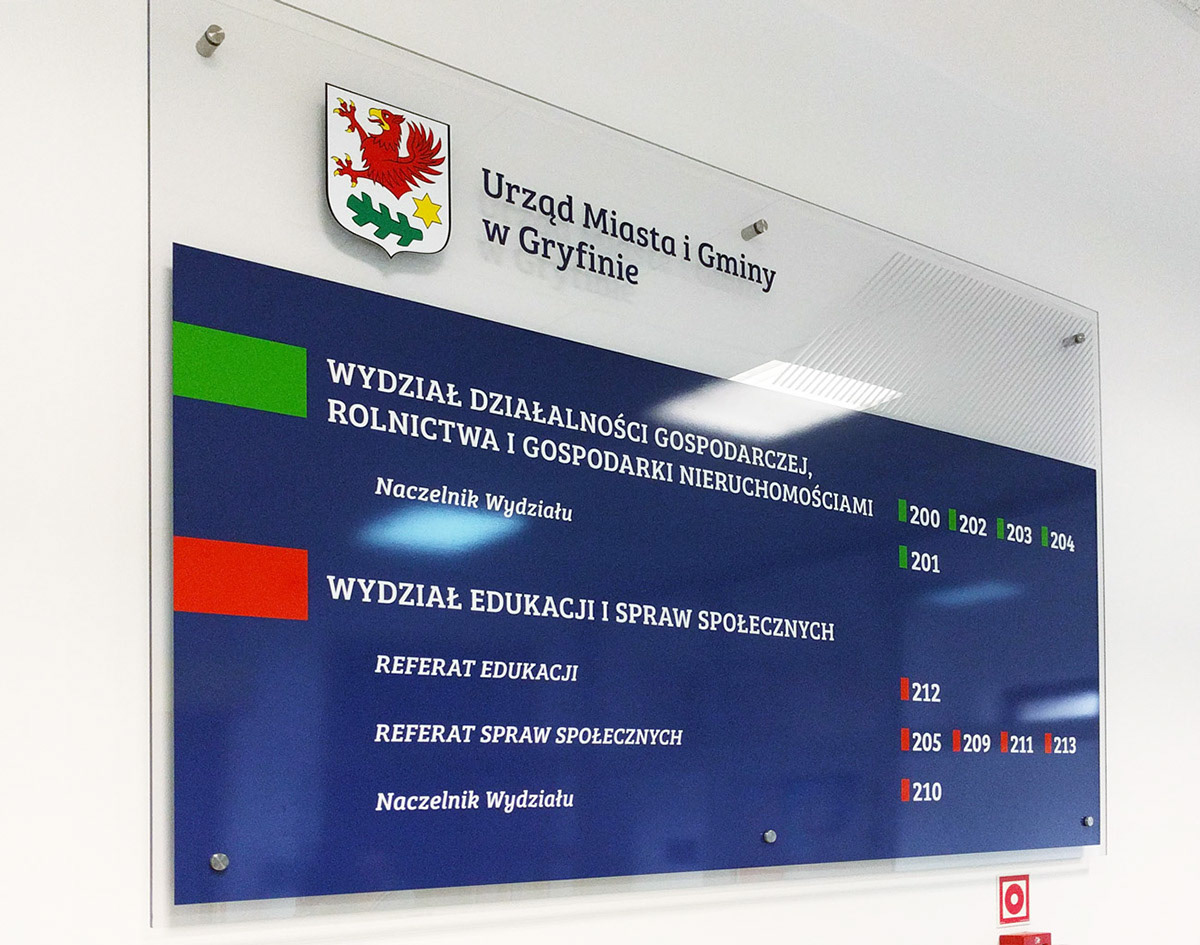 Urząd Miasta i Gminy
w Gryfinie
WYDZIAŁ DZIAŁALNOŚCI GOSPODARCZEJ,
ROLNICTWA I GOSPODARKI NIERUCHOMOŚCIAMI 200 202 203 204
Naczelnik Wydziału 201
WYDZIAŁ EDUKACJI I SPRAW SPOŁECZNYCH
REFERAT EDUKACJI 212
REFERAT SPRAW SPOŁECZNYCH 205 209 211 213
Naczelnik Wydziału 210